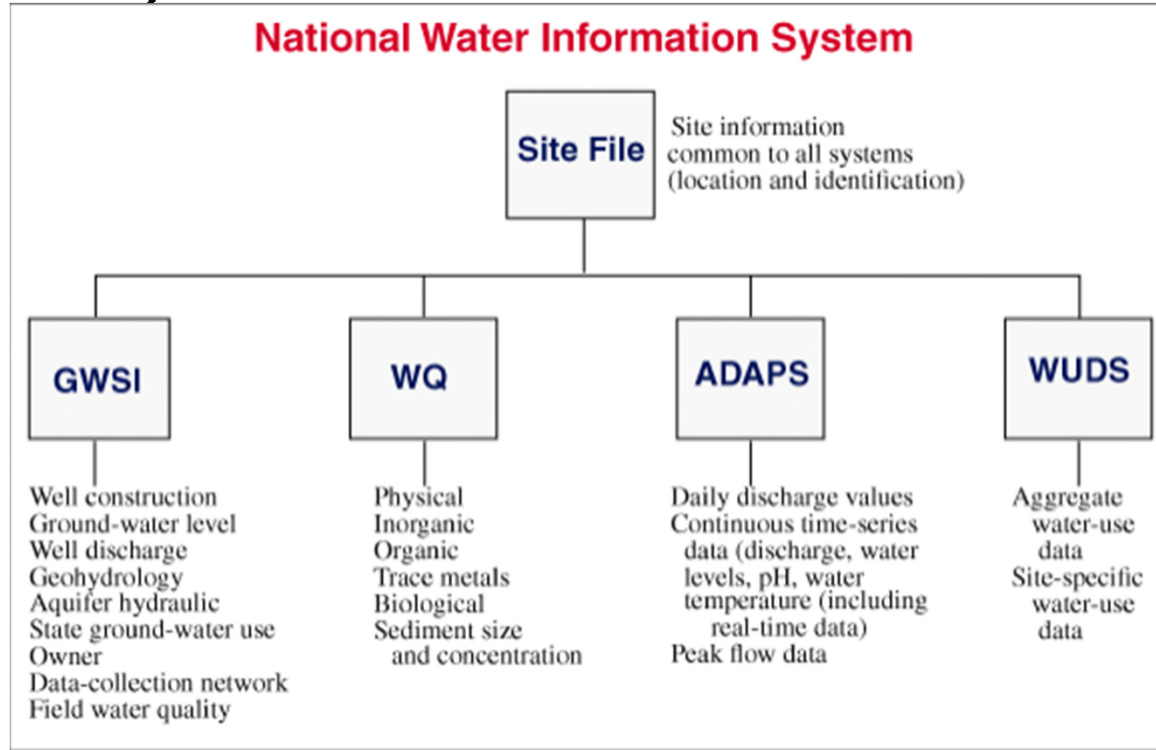 National Water Information System
Site File
Site information
common to all systems
(location and identification)
GWSI
WQ
ADAPS
WUDS
Well construction
Ground-water level
Well discharge
Geohydrology
Aquifer hydraulic
State ground-water use
Owner
Data-collection network
Field water quality
Physical
Inorganic
Organic
Trace metals
Biological
Sediment size
and concentration
Daily discharge values
Continuous time-series
data (discharge, water
levels, pH, water
temperature (including
real-time data)
Peak flow data
Aggregate
water-use
data
Site-specific
water-use
data